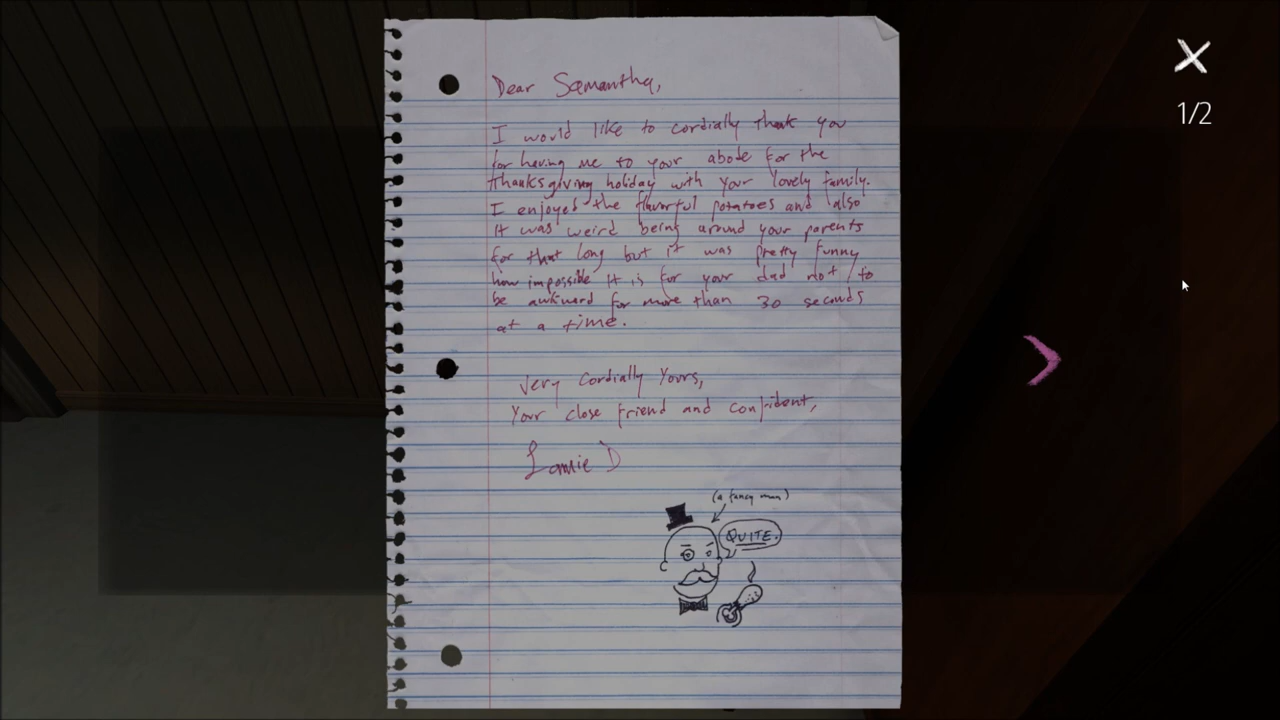 1/2
Dear Samantha,
I would like to cordially thank you
for having me to your abode for the
thanksgiving holiday with your lovely family.
I enjoyed the flavorful potatoes and also
It was weird being around your parents
for that long but it was pretty funny
how impossible It is for your dad not to
be awkward for more than 30 seconds
at a time.
Very Cordially Yours,
Your close friend and confident,
Lonnie D
(a fancy man)
QUITE.